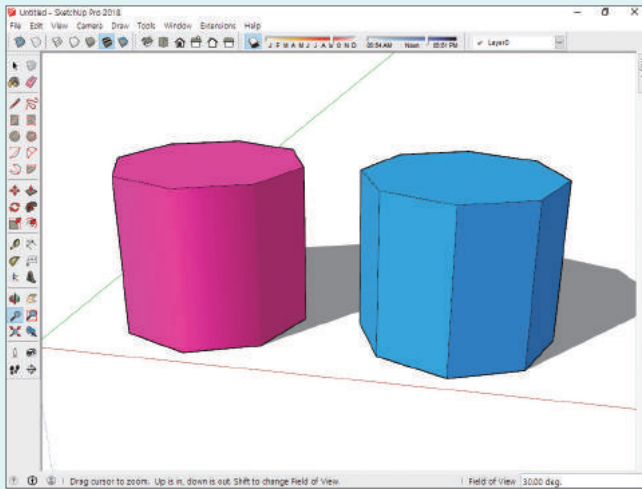 Untitled - SketchUp Pro 2018
File Edit View Camera Draw Tools Window Extensions Help
J F M A M J J A S O N D
Noon
Layer0
Drag cursor to zoom. Up is in, down is out. Shift to change Field of View.
Field of View 30.00 deg.